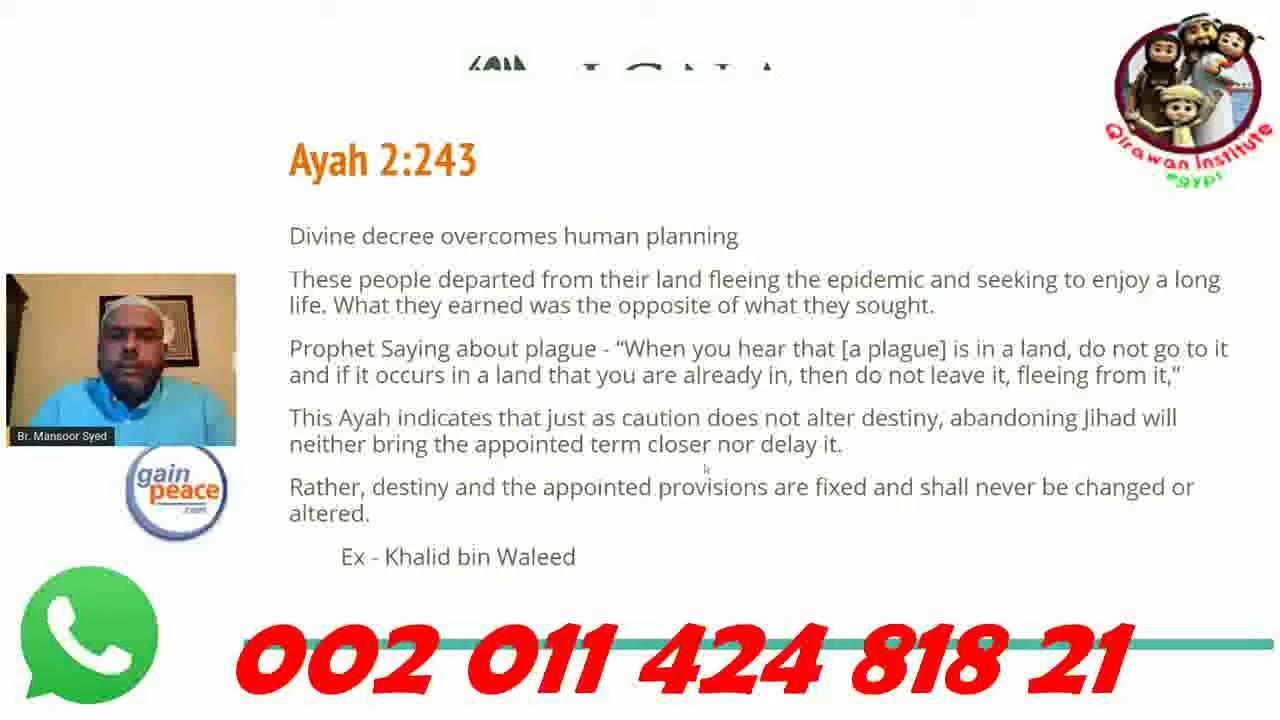 Qirawan Institute
egypt
Ayah 2:243
Divine decree overcomes human planning
These people departed from their land fleeing the epidemic and seeking to enjoy a long
life. What they earned was the opposite of what they sought.
Prophet Saying about plague - “When you hear that [a plague] is in a land, do not go to it
and if it occurs in a land that you are already in, then do not leave it, fleeing from it,”
This Ayah indicates that just as caution does not alter destiny, abandoning Jihad will
neither bring the appointed term closer nor delay it.
Rather, destiny and the appointed provisions are fixed and shall never be changed or
altered.
Ex - Khalid bin Waleed
Br. Mansoor Syed
gain
peace
.com
002 011 424 818 21